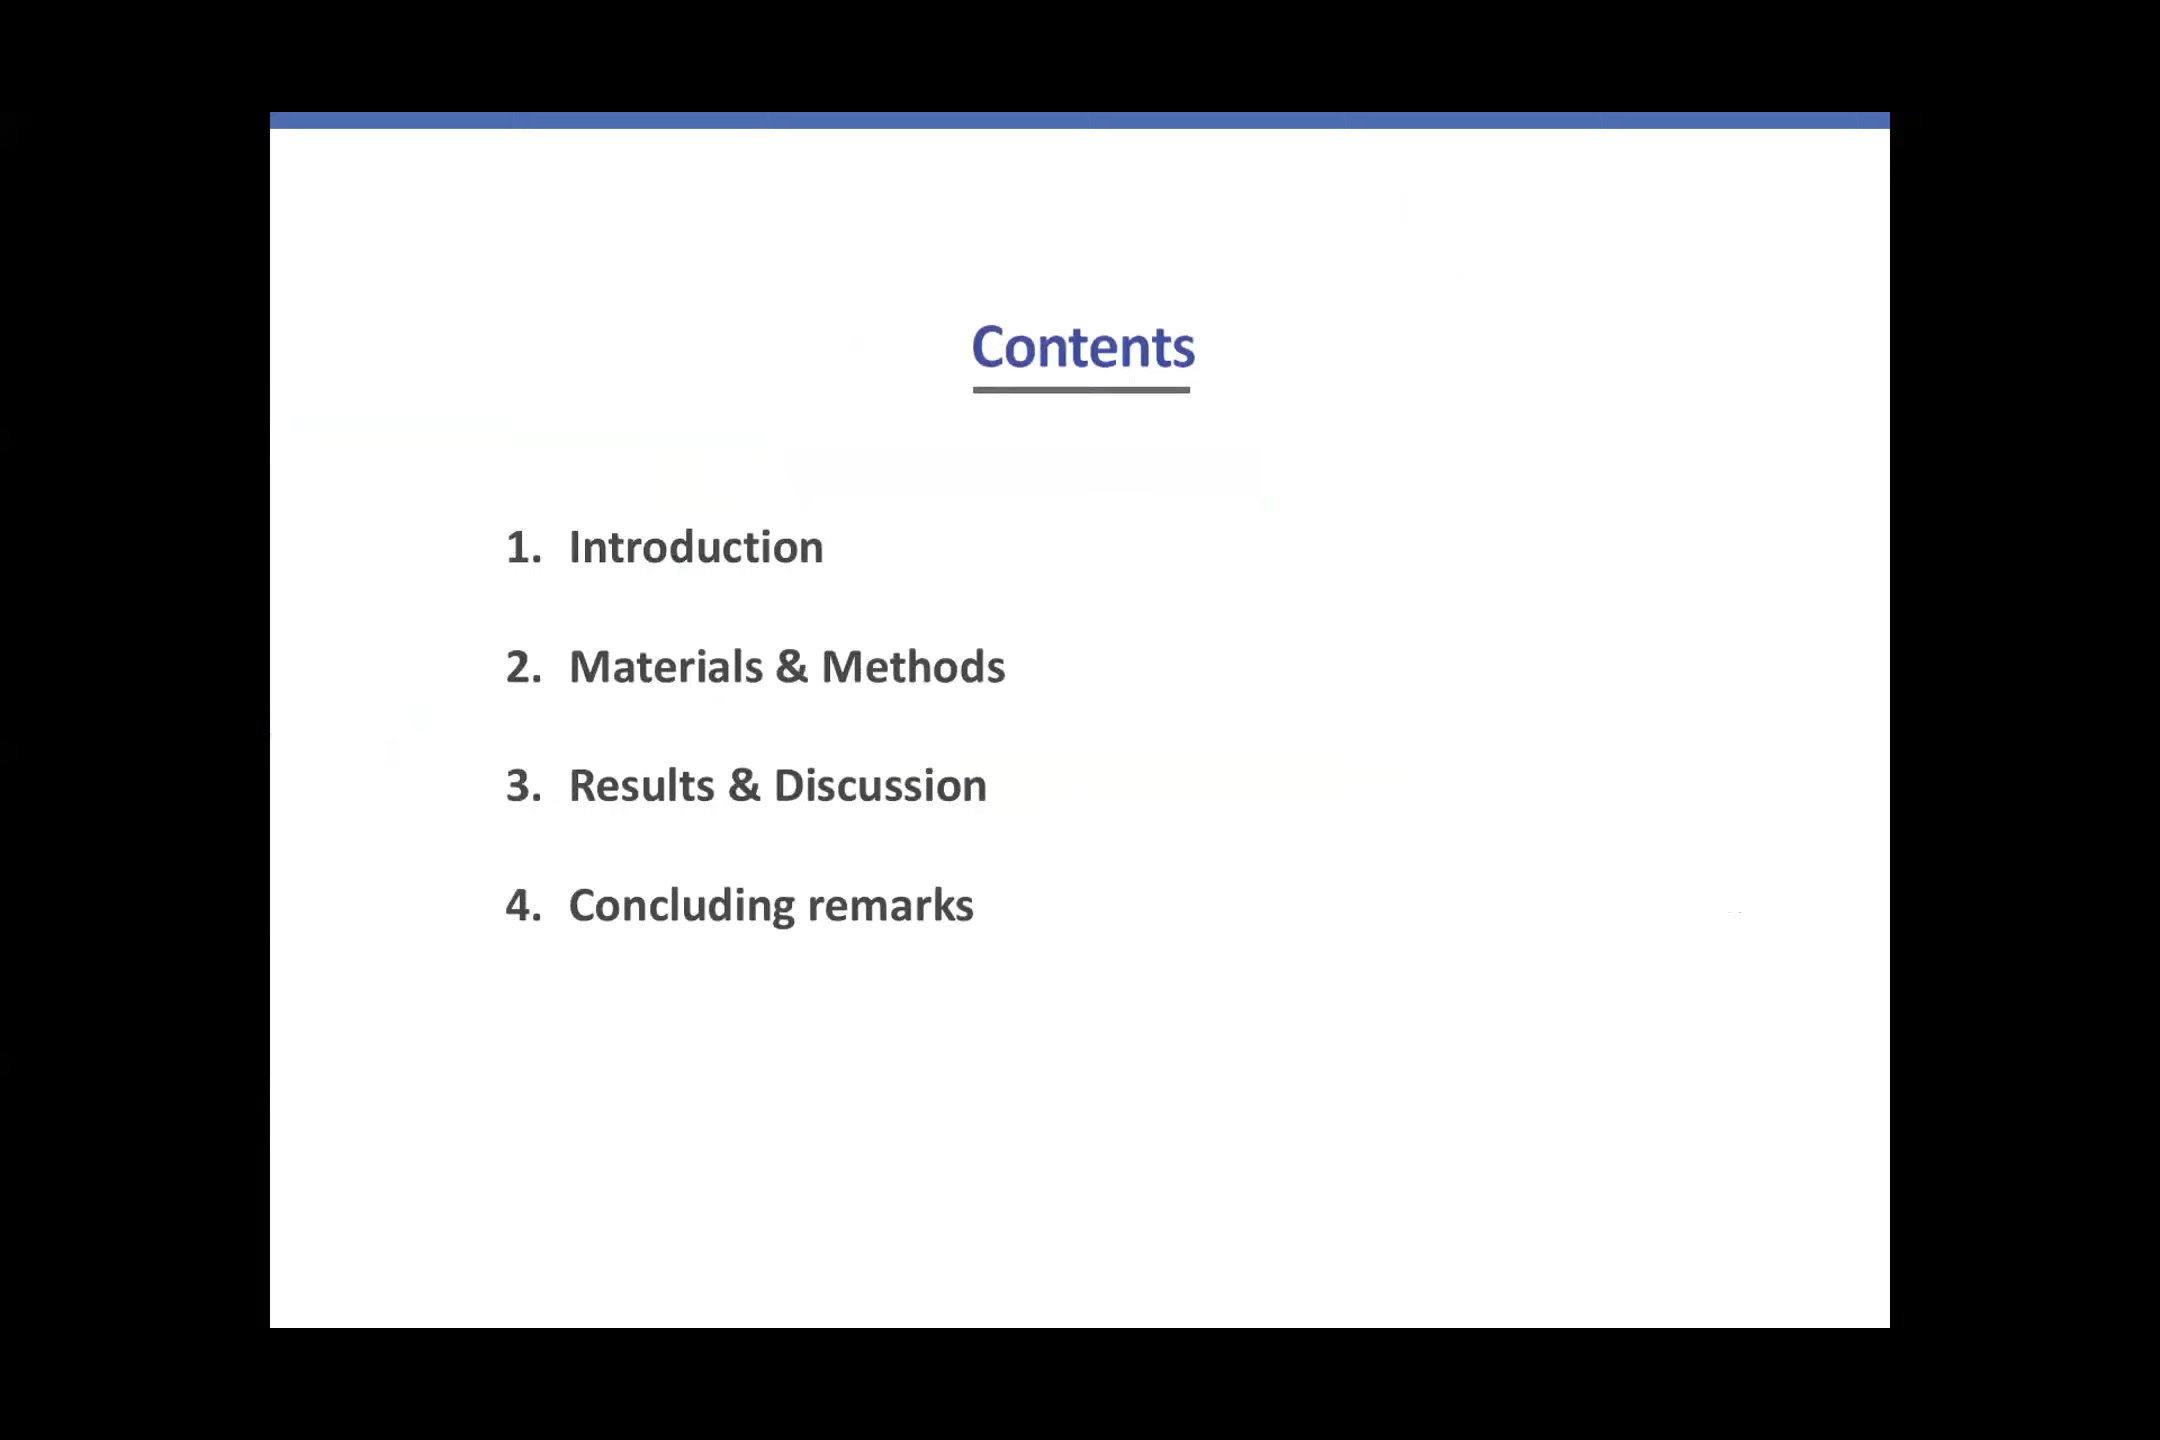 Contents
1. Introduction
2. Materials & Methods
3. Results & Discussion
4. Concluding remarks